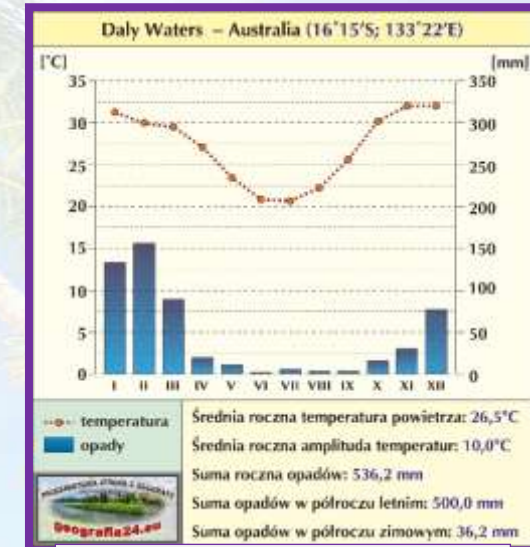 Daly Waters – Australia (16°15'S; 133°22'E)
[°C] [mm]
35 350
30 300
25 250
20 200
15 150
10 100
5 50
0 0
I II III IV V VI VII VIII IX X XI XII
temperatura
opady
Średnia roczna temperatura powietrza: 26,5°C
Średnia roczna amplituda temperatur: 10,0°C
Suma roczna opadów: 536,2 mm
Suma opadów w półroczu letnim: 500,0 mm
Suma opadów w półroczu zimowym: 36,2 mm
geografia24.eu